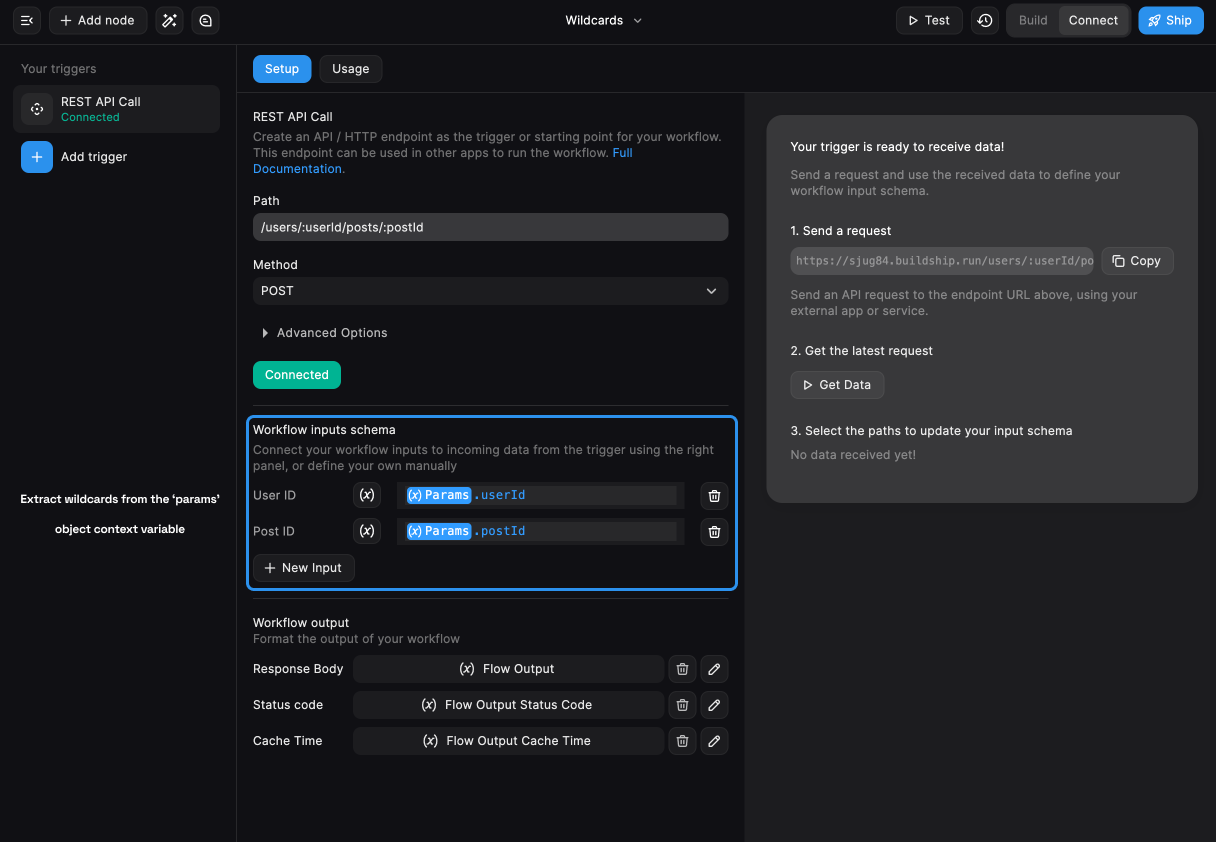 Add node
Wildcards
Test
Build
Connect
Ship
Your triggers
REST API Call
Connected
Add trigger
Extract wildcards from the ‘params’
object context variable
Setup
Usage
REST API Call
Create an API / HTTP endpoint as the trigger or starting point for your workflow.
This endpoint can be used in other apps to run the workflow. Full
Documentation.
Path
/users/:userId/posts/:postId
Method
POST
Advanced Options
Connected
Workflow inputs schema
Connect your workflow inputs to incoming data from the trigger using the right
panel, or define your own manually
User ID (x) (x) Params .userId
Post ID (x) (x) Params .postId
New Input
Workflow output
Format the output of your workflow
Response Body (x) Flow Output
Status code (x) Flow Output Status Code
Cache Time (x) Flow Output Cache Time
Your trigger is ready to receive data!
Send a request and use the received data to define your
workflow input schema.
1. Send a request
https://sjug84.buildship.run/users/:userId/po
Copy
Send an API request to the endpoint URL above, using your
external app or service.
2. Get the latest request
Get Data
3. Select the paths to update your input schema
No data received yet!